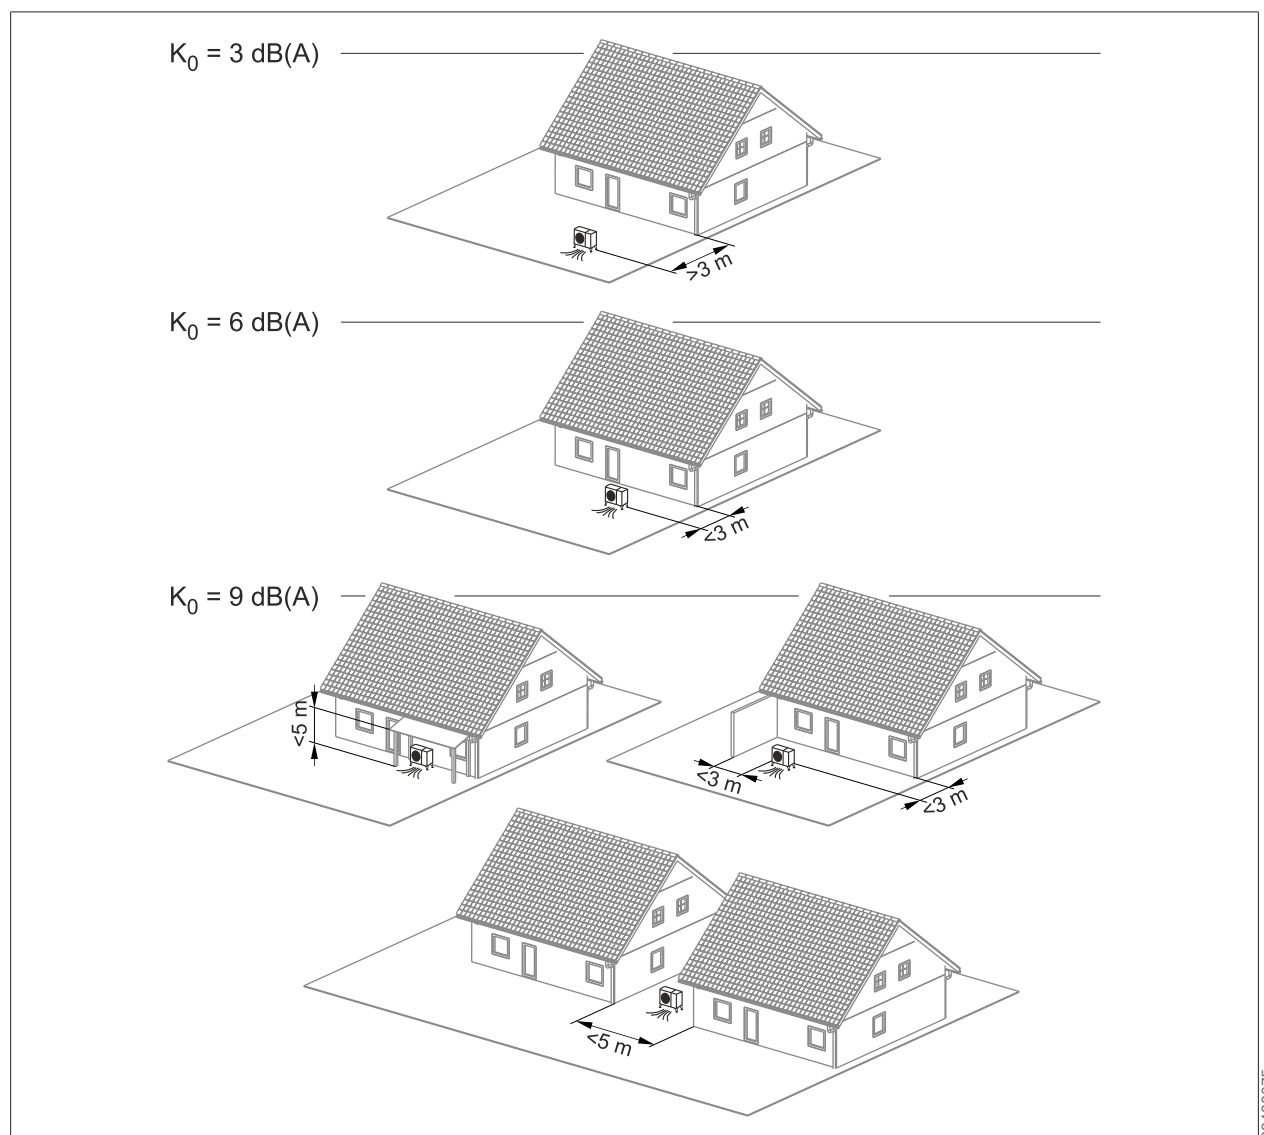 K0 = 3 dB(A)
>3 m
K0 = 6 dB(A)
<3 m
K0 = 9 dB(A)
<5 m
<3 m
<3 m
<5 m